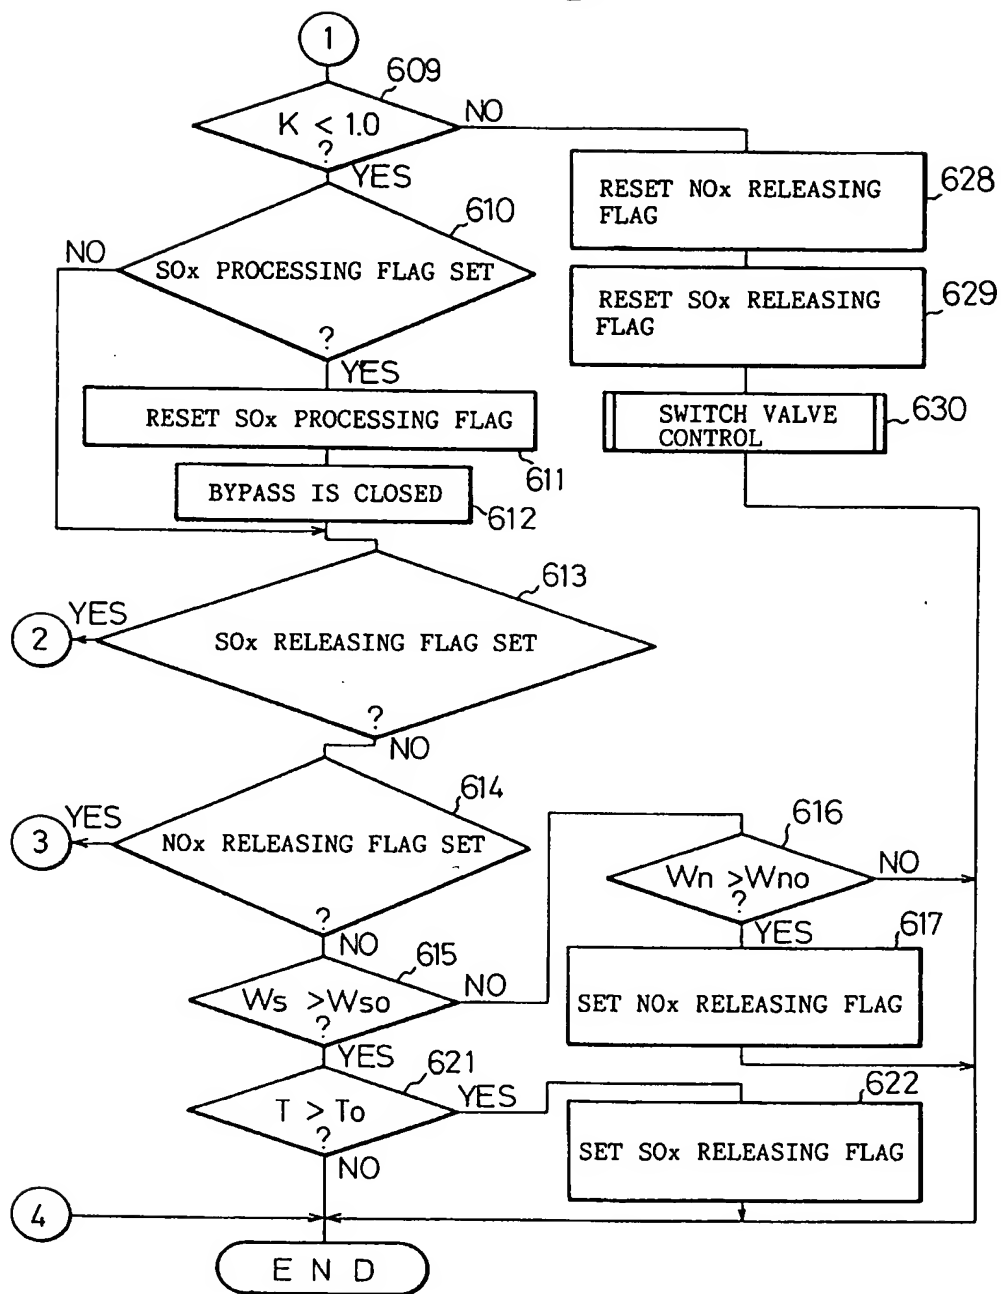 1
609
K < 1.0
?
NO
YES
628
RESET NOx RELEASING
FLAG
610
NO
SOx PROCESSING FLAG SET
?
YES
629
RESET SOx RELEASING
FLAG
RESET SOx PROCESSING FLAG
611
SWITCH VALVE
CONTROL
630
BYPASS IS CLOSED
612
613
YES
2
SOx RELEASING FLAG SET
?
NO
614
YES
3
NOx RELEASING FLAG SET
?
NO
616
Wn >Wno
?
NO
YES
615
Ws >Wso
?
NO
YES
617
SET NOx RELEASING FLAG
621
T > To
?
YES
NO
622
SET SOx RELEASING FLAG
4
END